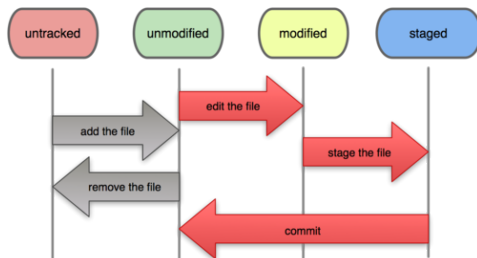 untracked
unmodified
modified
staged
edit the file
add the file
stage the file
remove the file
commit